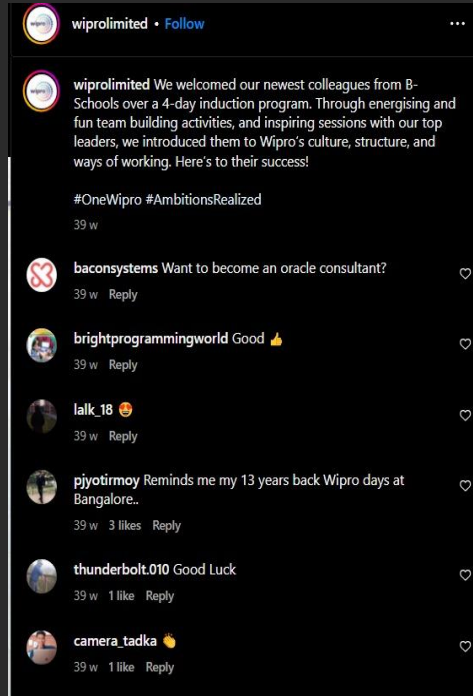 wiprolimited • Follow
wiprolimited We welcomed our newest colleagues from B-
Schools over a 4-day induction program. Through energising and
fun team building activities, and inspiring sessions with our top
leaders, we introduced them to Wipro's culture, structure, and
ways of working. Here's to their success!
#OneWipro #AmbitionsRealized
39 w
baconsystems Want to become an oracle consultant?
39 w Reply
brightprogrammingworld Good 👍
39 w Reply
lalk_18 😍
39 w Reply
pjyotirmoy Reminds me my 13 years back Wipro days at
Bangalore..
39 w 3 likes Reply
thunderbolt.010 Good Luck
39 w 1 like Reply
camera_tadka 👏
39 w 1 like Reply